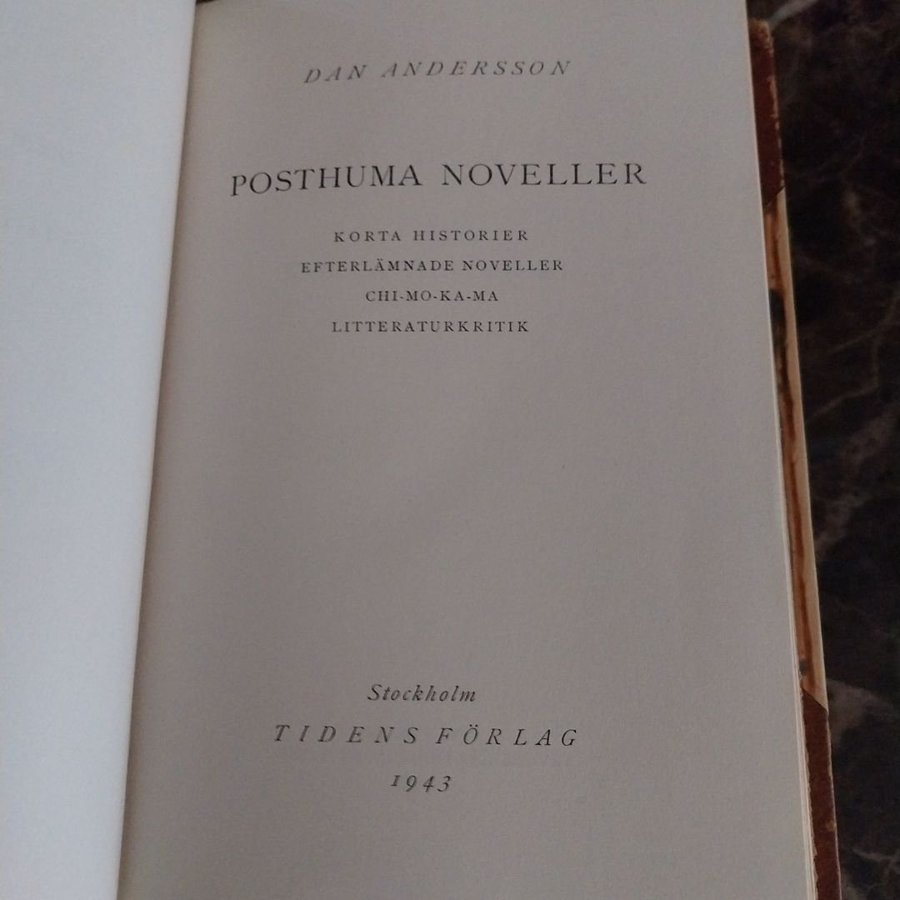 DAN ANDERSSON
POSTHUMA NOVELLER
KORTA HISTORIER
EFTERLÄMNADE NOVELLER
CHI-MO-KA-MA
LITTERATURKRITIK
Stockholm
TIDENS FÖRLAG
1943